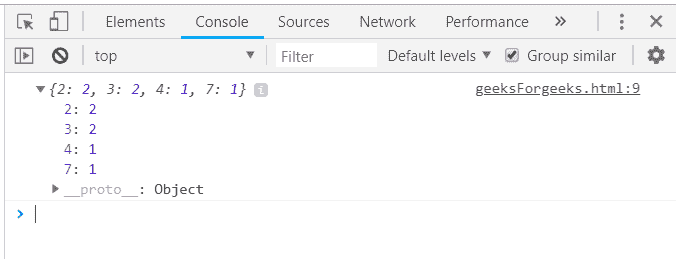 Elements Console Sources Network Performance »
top Filter Default levels Group similar
{2: 2, 3: 2, 4: 1, 7: 1} i geeksForgeeks.html:9
2: 2
3: 2
4: 1
7: 1
__proto__: Object
>